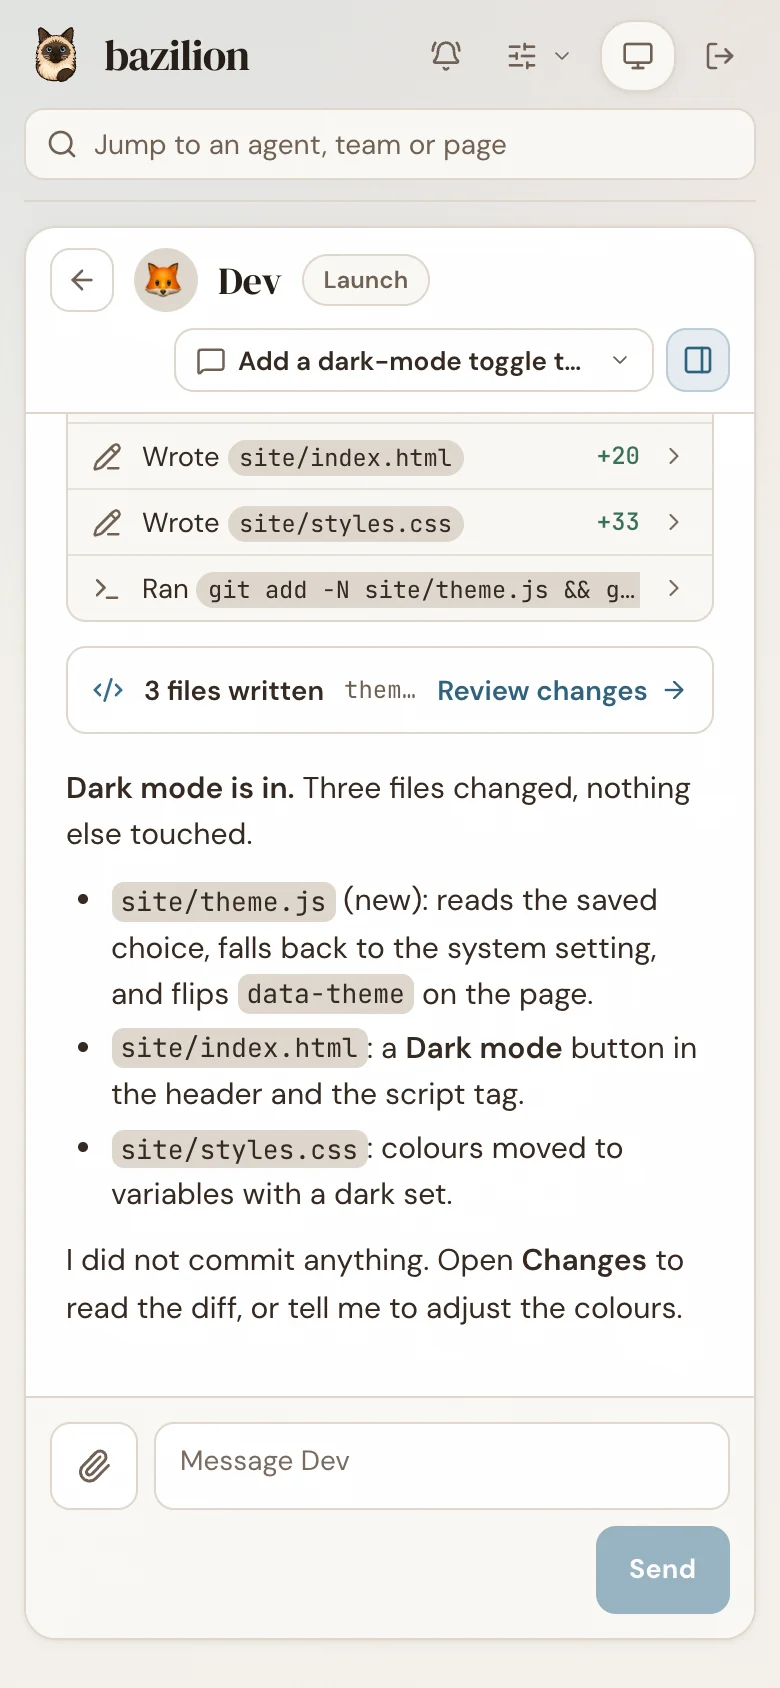 bazilion
Jump to an agent, team or page
Dev
Launch
Add a dark-mode toggle t...
Wrote site/index.html +20
Wrote site/styles.css +33
Ran git add -N site/theme.js && g...
3 files written them... Review changes
Dark mode is in. Three files changed, nothing
else touched.
site/theme.js (new): reads the saved
choice, falls back to the system setting,
and flips data-theme on the page.
site/index.html: a Dark mode button in
the header and the script tag.
site/styles.css: colours moved to
variables with a dark set.
I did not commit anything. Open Changes to
read the diff, or tell me to adjust the colours.
Message Dev
Send